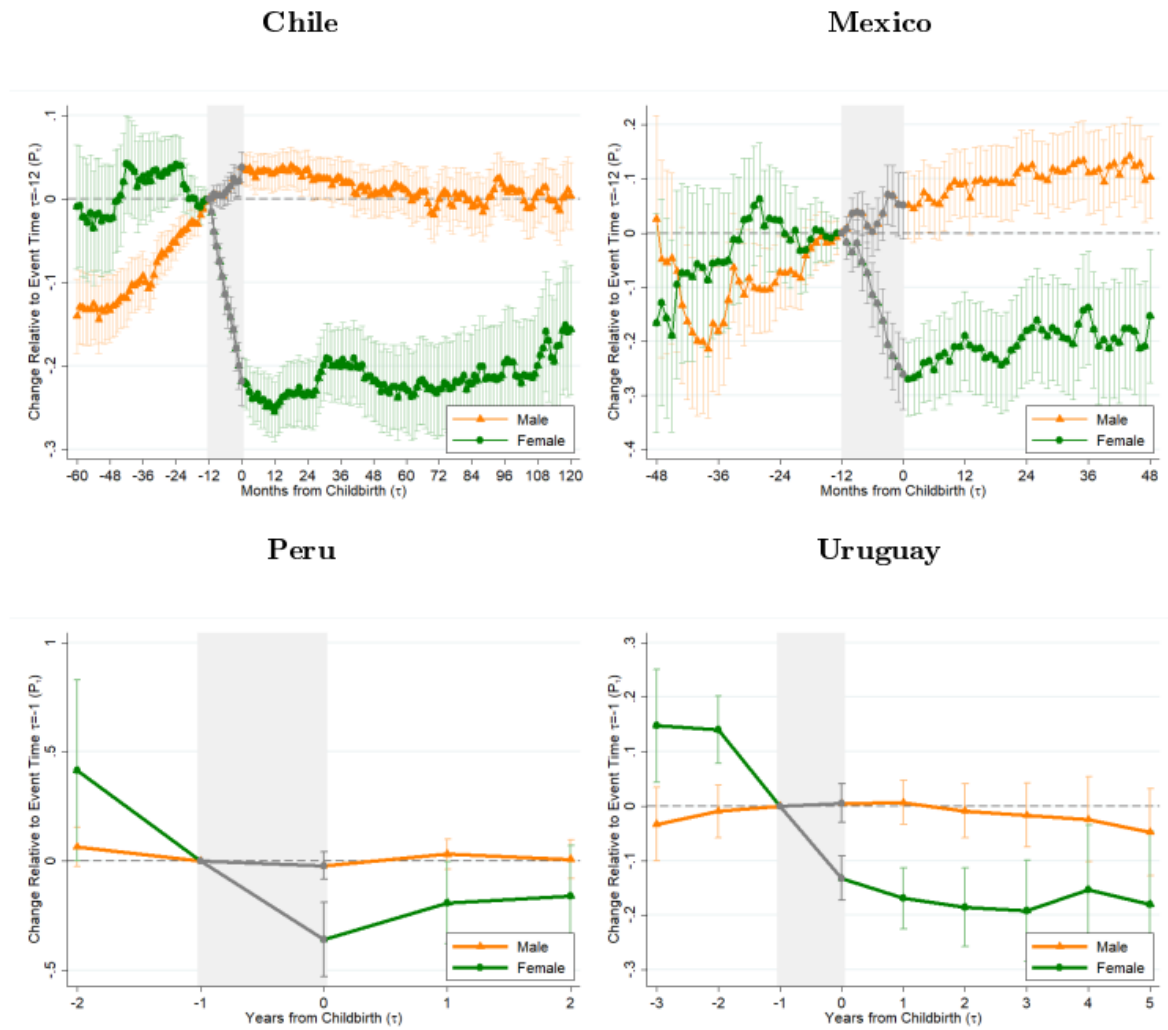 Chile
Mexico
Change Relative to Event Time τ=-12 (Pτ)
.1
0
-.1
-.2
-.3
-60 -48 -36 -24 -12 0 12 24 36 48 60 72 84 96 108 120
Months from Childbirth (τ)
Male
Female
Change Relative to Event Time τ=-12 (Pτ)
.2
.1
0
-.1
-.2
-.3
-.4
-48 -36 -24 -12 0 12 24 36 48
Months from Childbirth (τ)
Male
Female
Peru
Uruguay
Change Relative to Event Time τ=-1 (Pτ)
1
.5
0
-.5
-2 -1 0 1 2
Years from Childbirth (τ)
Male
Female
Change Relative to Event Time τ=-1 (Pτ)
.3
.2
.1
0
-.1
-.2
-.3
-3 -2 -1 0 1 2 3 4 5
Years from Childbirth (τ)
Male
Female